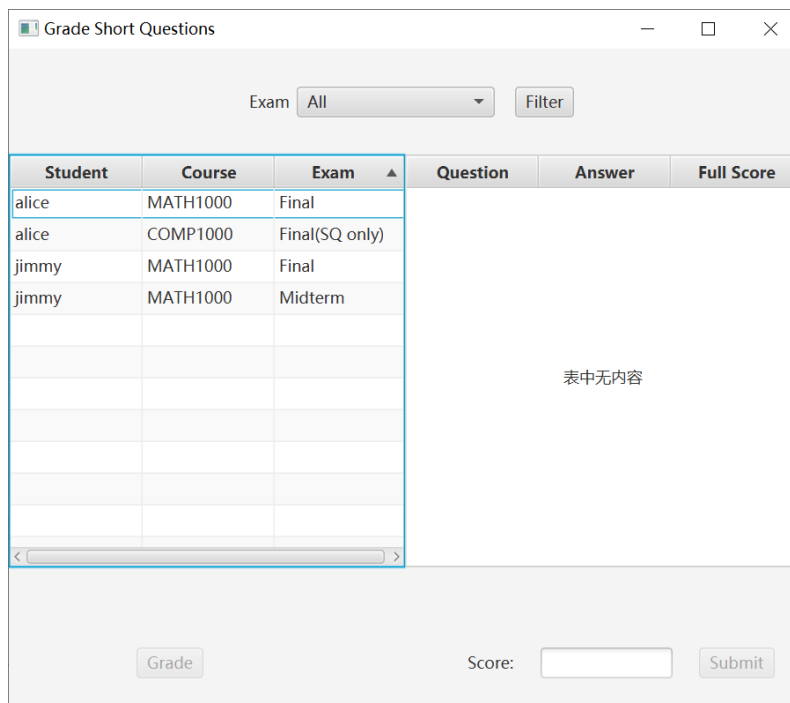 Grade Short Questions
Exam All Filter
Student Course Exam Question Answer Full Score
alice MATH1000 Final
alice COMP1000 Final(SQ only)
jimmy MATH1000 Final
jimmy MATH1000 Midterm
表中无内容
Grade Score: Submit